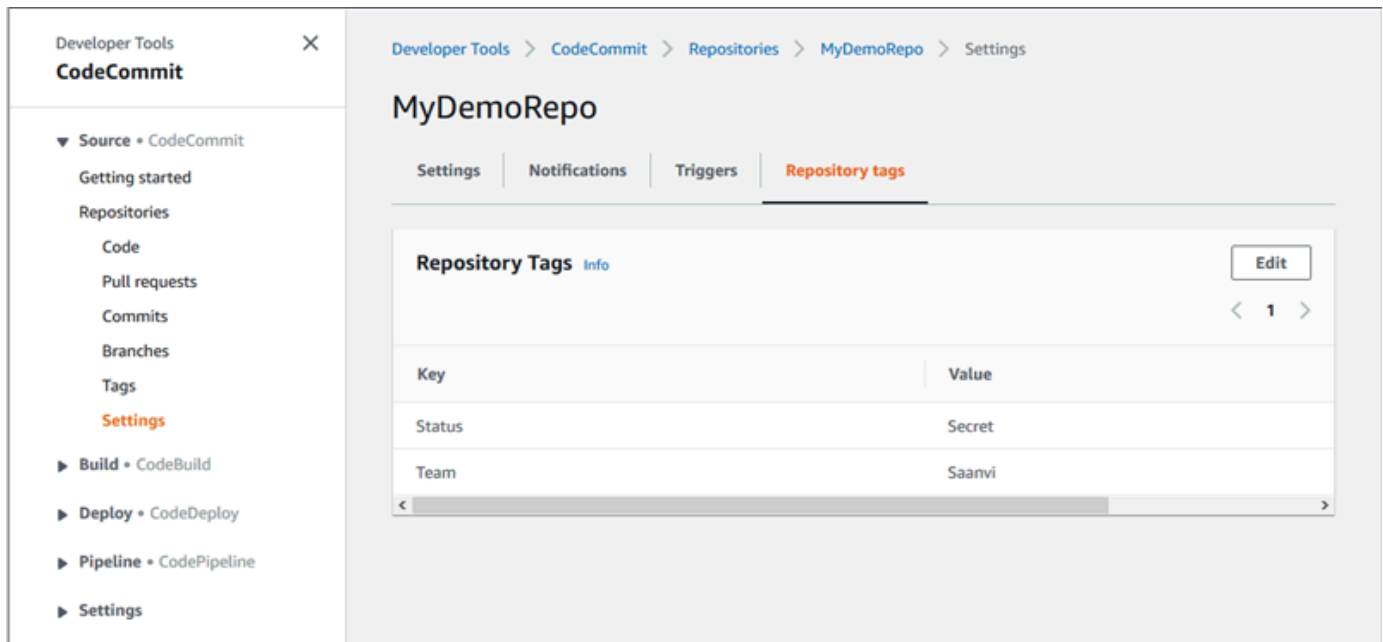 Developer Tools
CodeCommit
Source • CodeCommit
Getting started
Repositories
Code
Pull requests
Commits
Branches
Tags
Settings
Build • CodeBuild
Deploy • CodeDeploy
Pipeline • CodePipeline
Settings
Developer Tools > CodeCommit > Repositories > MyDemoRepo > Settings
MyDemoRepo
Settings Notifications Triggers Repository tags
Repository Tags Info Edit
< 1 >
Key Value
Status Secret
Team Saanvi